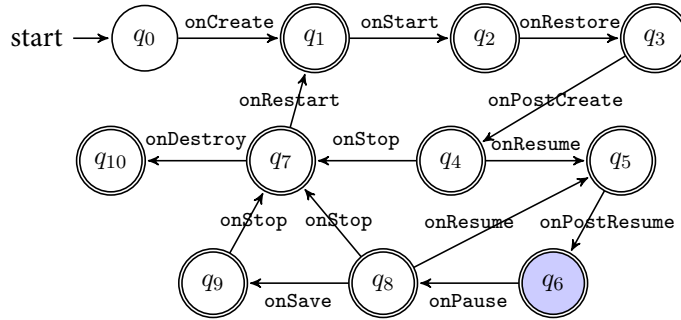 onCreate onStart onRestore
start q0 q1 q2 q3
onRestart onPostCreate
onDestroy onStop onResume
q10 q7 q4 q5
onStop onStop onResume onPostResume
q9 q8 q6
onSave onPause